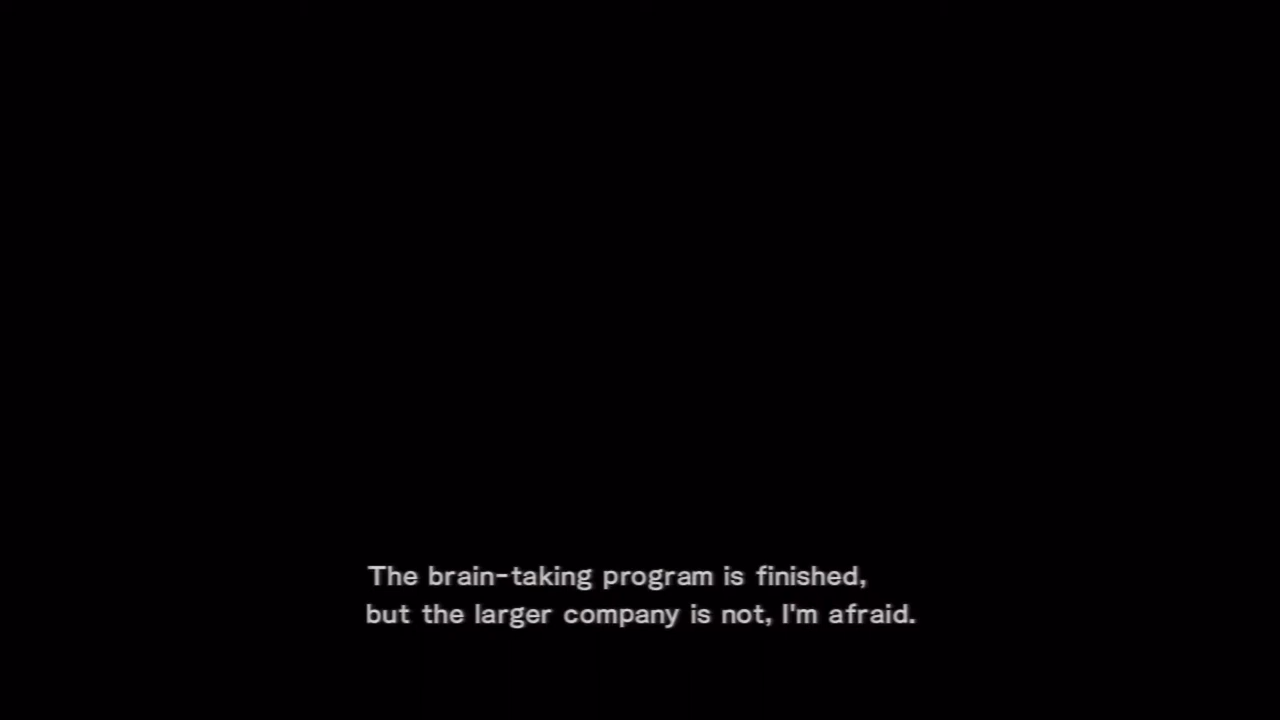 The brain-taking program is finished,
but the larger company is not, I'm afraid.